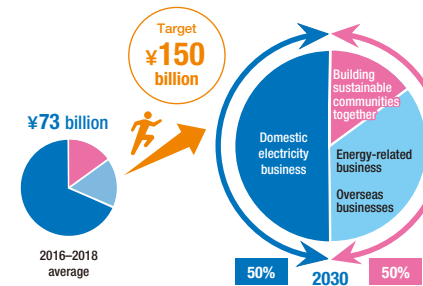 Target
¥150
billion
¥73 billion
2016–2018
average
Domestic
electricity
business
Building
sustainable
communities
together
Energy-related
business
Overseas
businesses
50%
2030
50%